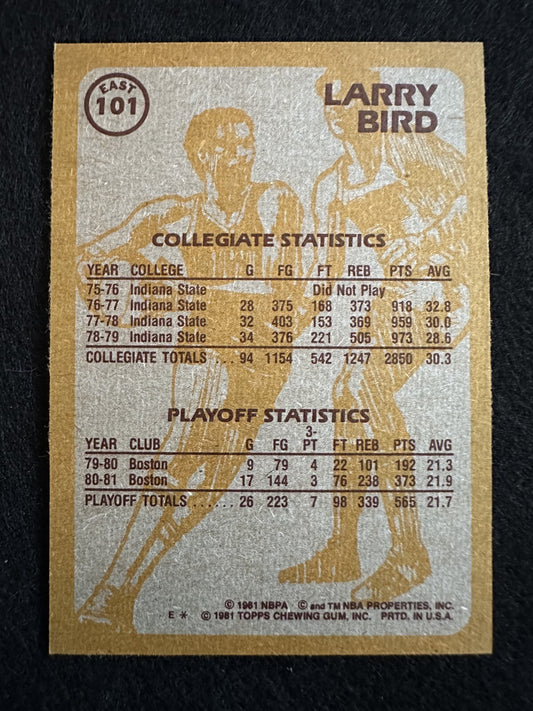 EAST
101
LARRY
BIRD
COLLEGIATE STATISTICS
YEAR COLLEGE G FG FT REB PTS AVG
75-76 Indiana State Did Not Play
76-77 Indiana State 28 375 168 373 918 32.8
77-78 Indiana State 32 403 153 369 959 30.0
78-79 Indiana State 34 376 221 505 973 28.6
COLLEGIATE TOTALS ... 94 1154 542 1247 2850 30.3
PLAYOFF STATISTICS
3-
YEAR CLUB G FG PT FT REB PTS AVG
79-80 Boston 9 79 4 22 101 192 21.3
80-81 Boston 17 144 3 76 238 373 21.9
PLAYOFF TOTALS ....... 26 223 7 98 339 565 21.7
© 1981 NBPA © and TM NBA PROPERTIES, INC.
E * © 1981 TOPPS CHEWING GUM, INC. PRTD. IN U.S.A.